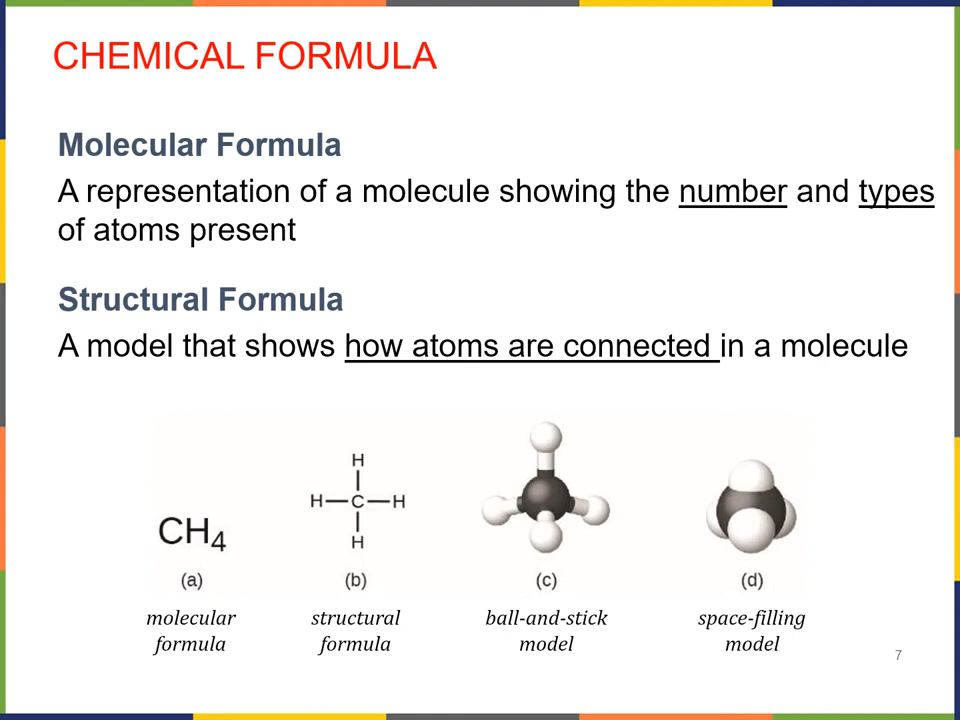 CHEMICAL FORMULA
Molecular Formula
A representation of a molecule showing the number and types
of atoms present
Structural Formula
A model that shows how atoms are connected in a molecule
CH₄
H
H—C—H
H
(a) (b) (c) (d)
molecular formula
structural formula
ball-and-stick model
space-filling model
7